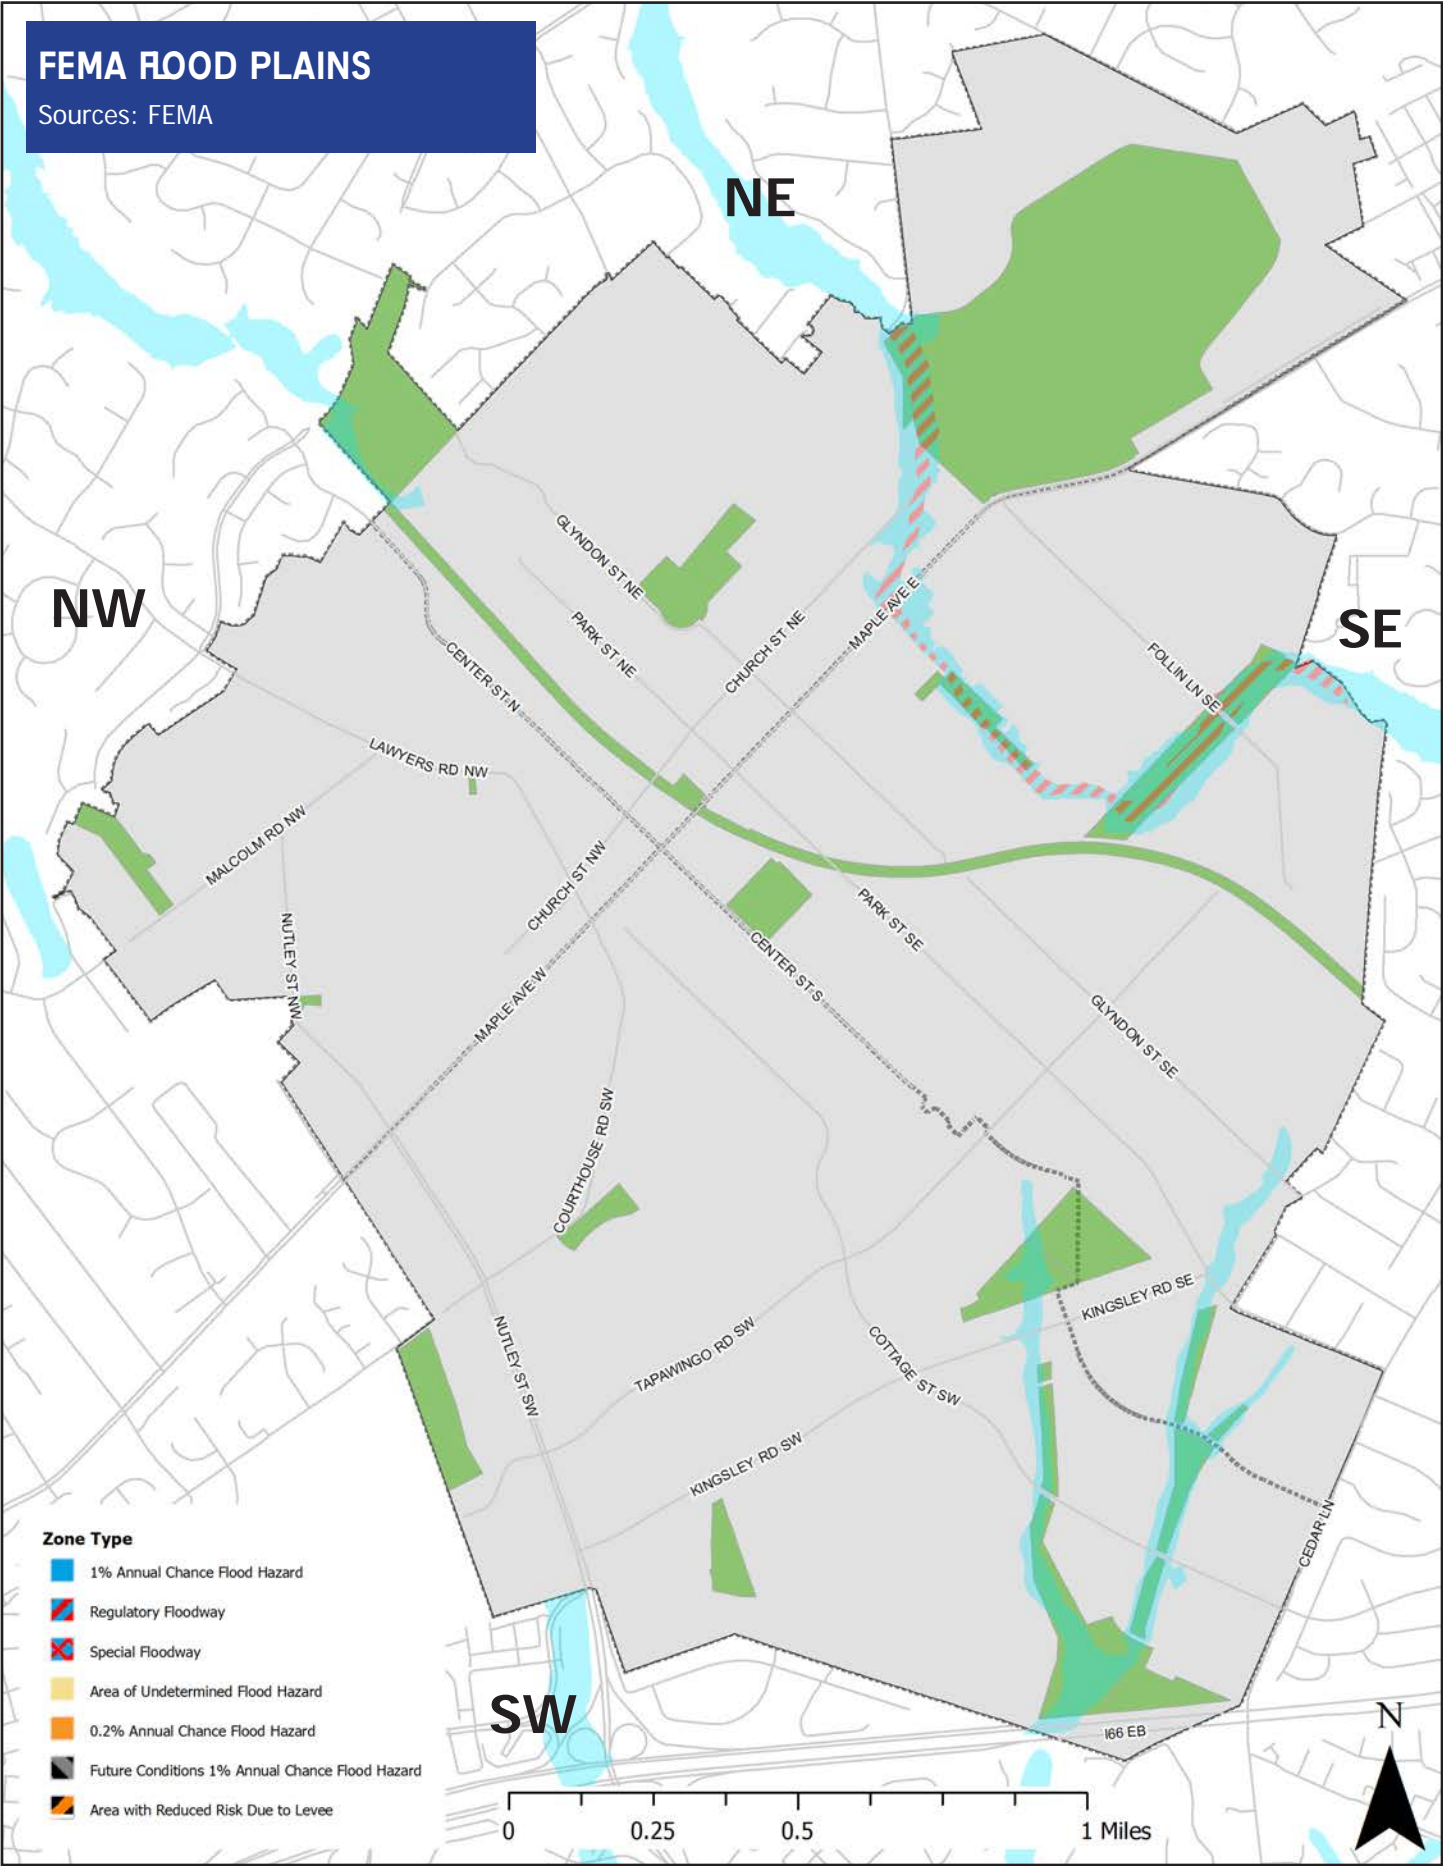 FEMA FLOOD PLAINS
Sources: FEMA
NE
NW
SE
GLYNDON ST NE
PARK ST NE
CHURCH ST NE
MAPLE AVE E
CENTER ST N
FOLLIN LN SE
LAWYERS RD NW
MALCOLM RD NW
CHURCH ST NW
NUTLEY ST NW
PARK ST SE
CENTER ST S
MAPLE AVE W
GLYNDON ST SE
COURTHOUSE RD SW
KINGSLEY RD SE
NUTLEY ST SW
TAPAWINGO RD SW
COTTAGE ST SW
KINGSLEY RD SW
CEDAR LN
SW
I66 EB
Zone Type
1% Annual Chance Flood Hazard
Regulatory Floodway
Special Floodway
Area of Undetermined Flood Hazard
0.2% Annual Chance Flood Hazard
Future Conditions 1% Annual Chance Flood Hazard
Area with Reduced Risk Due to Levee
N
0 0.25 0.5 1 Miles